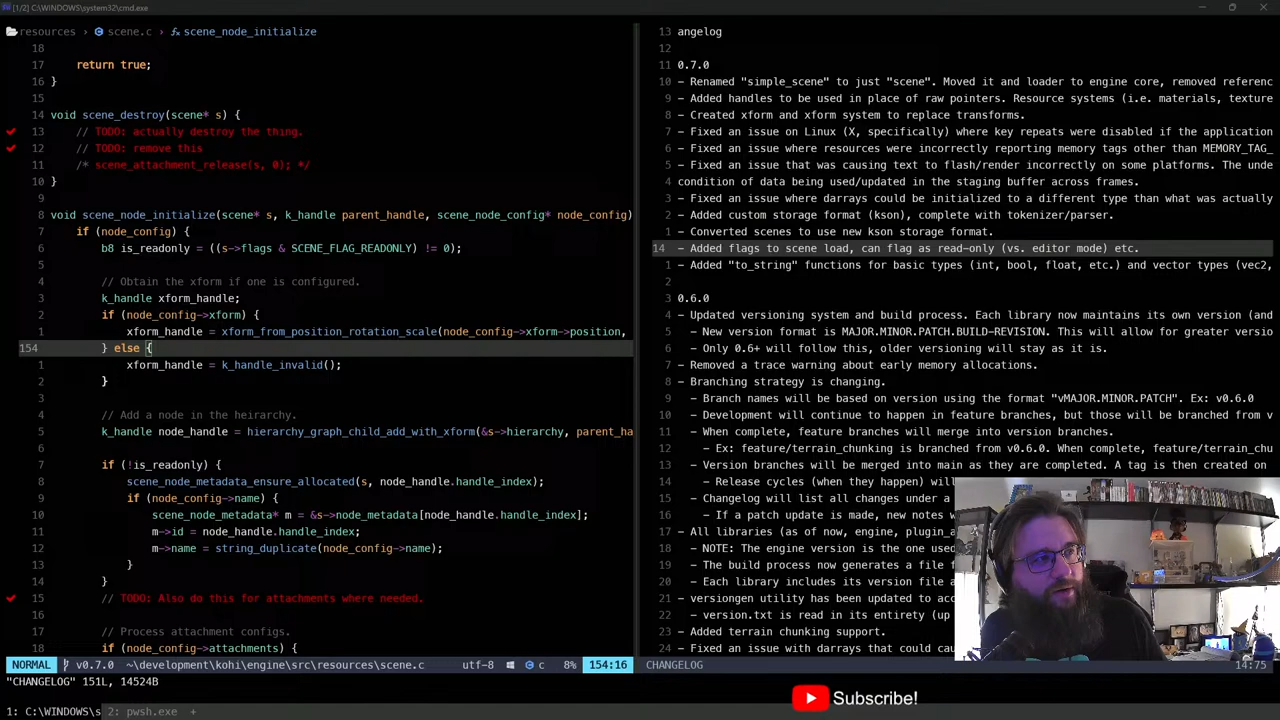 [1/2] C:\WINDOWS\system32\cmd.exe
resources > scene.c > scene_node_initialize
18
17 return true;
16 }
15
14 void scene_destroy(scene* s) {
13 // TODO: actually destroy the thing.
12 // TODO: remove this
11 /* scene_attachment_release(s, 0); */
10 }
9
8 void scene_node_initialize(scene* s, k_handle parent_handle, scene_node_config* node_config)
7 if (node_config) {
6 b8 is_readonly = ((s->flags & SCENE_FLAG_READONLY) != 0);
5
4 // Obtain the xform if one is configured.
3 k_handle xform_handle;
2 if (node_config->xform) {
1 xform_handle = xform_from_position_rotation_scale(node_config->xform->position,
154 } else {
1 xform_handle = k_handle_invalid();
2 }
3
4 // Add a node in the heirarchy.
5 k_handle node_handle = hierarchy_graph_child_add_with_xform(&s->hierarchy, parent_ha
6
7 if (!is_readonly) {
8 scene_node_metadata_ensure_allocated(s, node_handle.handle_index);
9 if (node_config->name) {
10 scene_node_metadata* m = &s->node_metadata[node_handle.handle_index];
11 m->id = node_handle.handle_index;
12 m->name = string_duplicate(node_config->name);
13 }
14 }
15 // TODO: Also do this for attachments where needed.
16
17 // Process attachment configs.
18 if (node_config->attachments) {
NORMAL v0.7.0 ~\development\kohi\engine\src\resources\scene.c utf-8 c 8% 154:16
13 angelog
12
11 0.7.0
10 - Renamed "simple_scene" to just "scene". Moved it and loader to engine core, removed referenc
9 - Added handles to be used in place of raw pointers. Resource systems (i.e. materials, texture
8 - Created xform and xform system to replace transforms.
7 - Fixed an issue on Linux (X, specifically) where key repeats were disabled if the application
6 - Fixed an issue where resources were incorrectly reporting memory tags other than MEMORY_TAG_
5 - Fixed an issue that was causing text to flash/render incorrectly on some platforms. The unde
4 condition of data being used/updated in the staging buffer across frames.
3 - Fixed an issue where darrays could be initialized to a different type than what was actually
2 - Added custom storage format (kson), complete with tokenizer/parser.
1 - Converted scenes to use new kson storage format.
14 - Added flags to scene load, can flag as read-only (vs. editor mode) etc.
1 - Added "to_string" functions for basic types (int, bool, float, etc.) and vector types (vec2,
2
3 0.6.0
4 - Updated versioning system and build process. Each library now maintains its own version (and
5 - New version format is MAJOR.MINOR.PATCH.BUILD-REVISION. This will allow for greater versio
6 - Only 0.6+ will follow this, older versioning will stay as it is.
7 - Removed a trace warning about early memory allocations.
8 - Branching strategy is changing.
9 - Branch names will be based on version using the format "vMAJOR.MINOR.PATCH". Ex: v0.6.0
10 - Development will continue to happen in feature branches, but those will be branched from v
11 - When complete, feature branches will merge into version branches.
12 - Ex: feature/terrain_chunking is branched from v0.6.0. When complete, feature/terrain_chu
13 - Version branches will be merged into main as they are completed. A tag is then created on
14 - Release cycles (when they happen) wil
15 - Changelog will list all changes under a
16 - If a patch update is made, new notes w
17 - All libraries (as of now, engine, plugin_
18 - NOTE: The engine version is the one used
19 - The build process now generates a file f
20 - Each library includes its version file a
21 - versiongen utility has been updated to acc
22 - version.txt is read in its entirety (up
23 - Added terrain chunking support.
24 - Fixed an issue with darrays that could cau
CHANGELOG 14:75
"CHANGELOG" 151L, 14524B
Subscribe!
1: C:\WINDOWS\s 2: pwsh.exe +